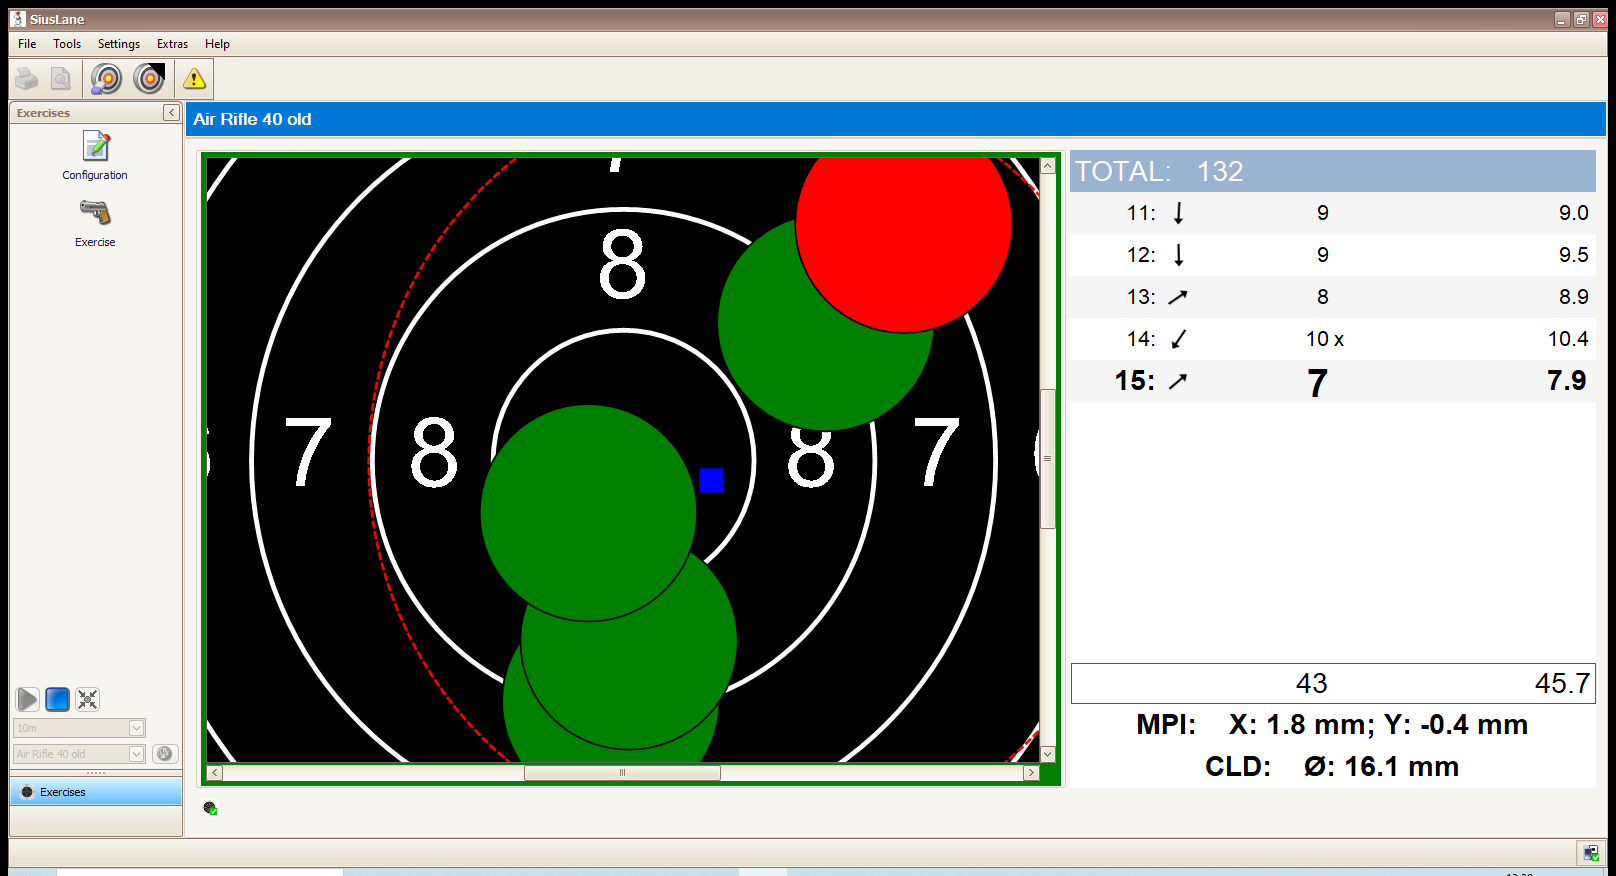 SiusLane
File Tools Settings Extras Help
Exercises
Air Rifle 40 old
Configuration
Exercise
8
7 8 8 7
TOTAL: 132
11: 9 9.0
12: 9 9.5
13: 8 8.9
14: 10 x 10.4
15: 7 7.9
43 45.7
MPI: X: 1.8 mm; Y: -0.4 mm
CLD: Ø: 16.1 mm
10m
Air Rifle 40 old
Exercises